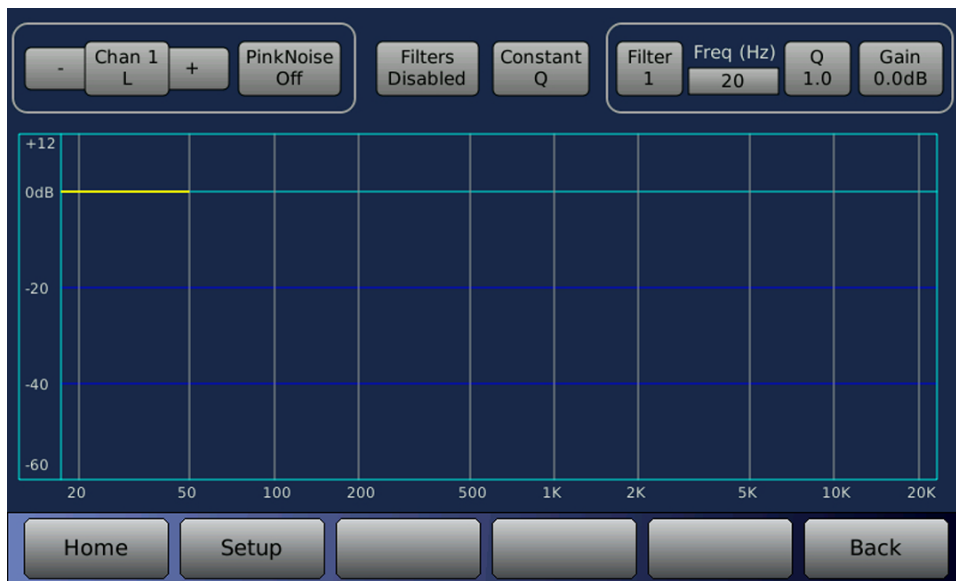 -
Chan 1
L
+
PinkNoise
Off
Filters
Disabled
Constant
Q
Filter
1
Freq (Hz)
20
Q
1.0
Gain
0.0dB
+12
0dB
-20
-40
-60
20 50 100 200 500 1K 2K 5K 10K 20K
Home Setup Back